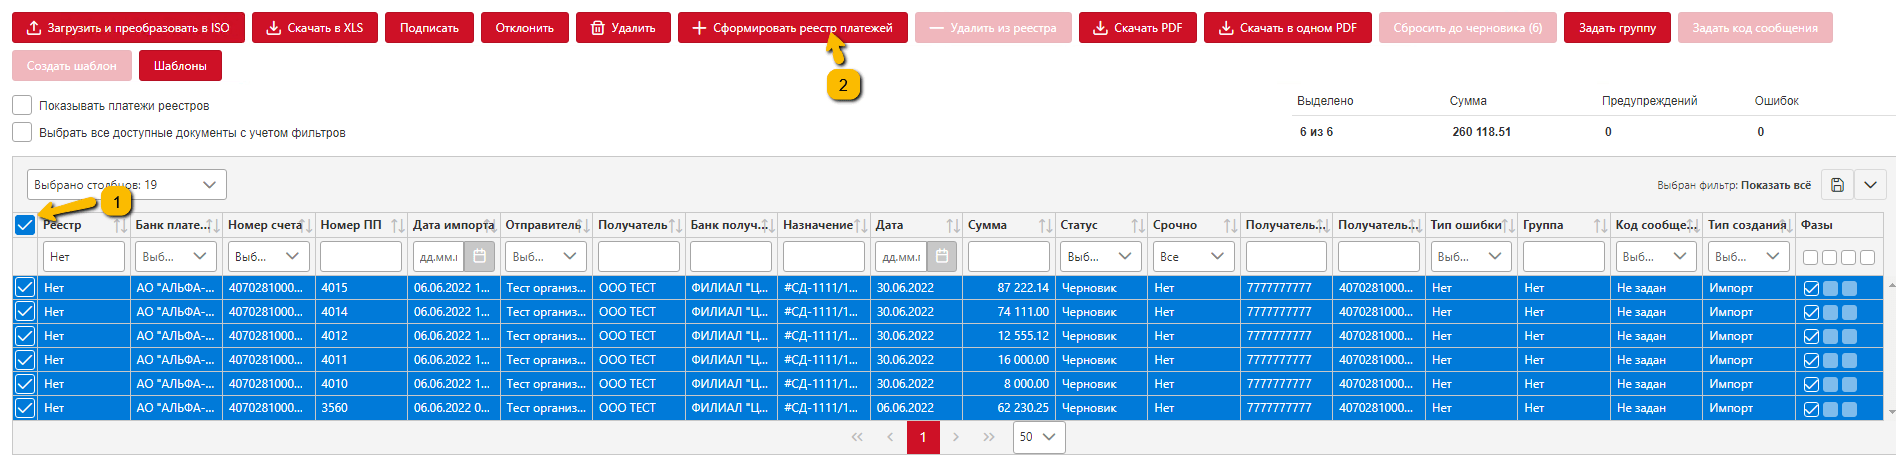 Загрузить и преобразовать в ISO Скачать в XLS Подписать Отклонить Удалить Сформировать реестр платежей Удалить из реестра Скачать PDF Скачать в одном PDF Сбросить до черновика (6) Задать группу Задать код сообщения
Создать шаблон Шаблоны
2
Показывать платежи реестров
Выбрать все доступные документы с учетом фильтров
Выделено Сумма Предупреждений Ошибок
6 из 6 260 118.51 0 0
Выбрано столбцов: 19
1
Выбран фильтр: Показать всё
Реестр Банк плате... Номер счета Номер ПП Дата импорта Отправитель Получатель Банк получ... Назначение Дата Сумма Статус Срочно Получатель... Получатель... Тип ошибки Группа Код сообще... Тип создания Фазы
Нет Выб... Выб... дд.мм.г Выб... дд.мм.г Выб... Все Выб... Выб... Выб...
Нет АО "АЛЬФА-... 4070281000... 4015 06.06.2022 1... Тест организ... ООО ТЕСТ ФИЛИАЛ "Ц... #СД-1111/1... 30.06.2022 87 222.14 Черновик Нет 7777777777 4070281000... Нет Нет Не задан Импорт
Нет АО "АЛЬФА-... 4070281000... 4014 06.06.2022 1... Тест организ... ООО ТЕСТ ФИЛИАЛ "Ц... #СД-1111/1... 30.06.2022 74 111.00 Черновик Нет 7777777777 4070281000... Нет Нет Не задан Импорт
Нет АО "АЛЬФА-... 4070281000... 4012 06.06.2022 1... Тест организ... ООО ТЕСТ ФИЛИАЛ "Ц... #СД-1111/1... 30.06.2022 12 555.12 Черновик Нет 7777777777 4070281000... Нет Нет Не задан Импорт
Нет АО "АЛЬФА-... 4070281000... 4011 06.06.2022 1... Тест организ... ООО ТЕСТ ФИЛИАЛ "Ц... #СД-1111/1... 30.06.2022 16 000.00 Черновик Нет 7777777777 4070281000... Нет Нет Не задан Импорт
Нет АО "АЛЬФА-... 4070281000... 4010 06.06.2022 1... Тест организ... ООО ТЕСТ ФИЛИАЛ "Ц... #СД-1111/1... 30.06.2022 8 000.00 Черновик Нет 7777777777 4070281000... Нет Нет Не задан Импорт
Нет АО "АЛЬФА-... 4070281000... 3560 06.06.2022 0... Тест организ... ООО ТЕСТ ФИЛИАЛ "Ц... #СД-1111/1... 06.06.2022 62 230.25 Черновик Нет 7777777777 4070281000... Нет Нет Не задан Импорт
1 50